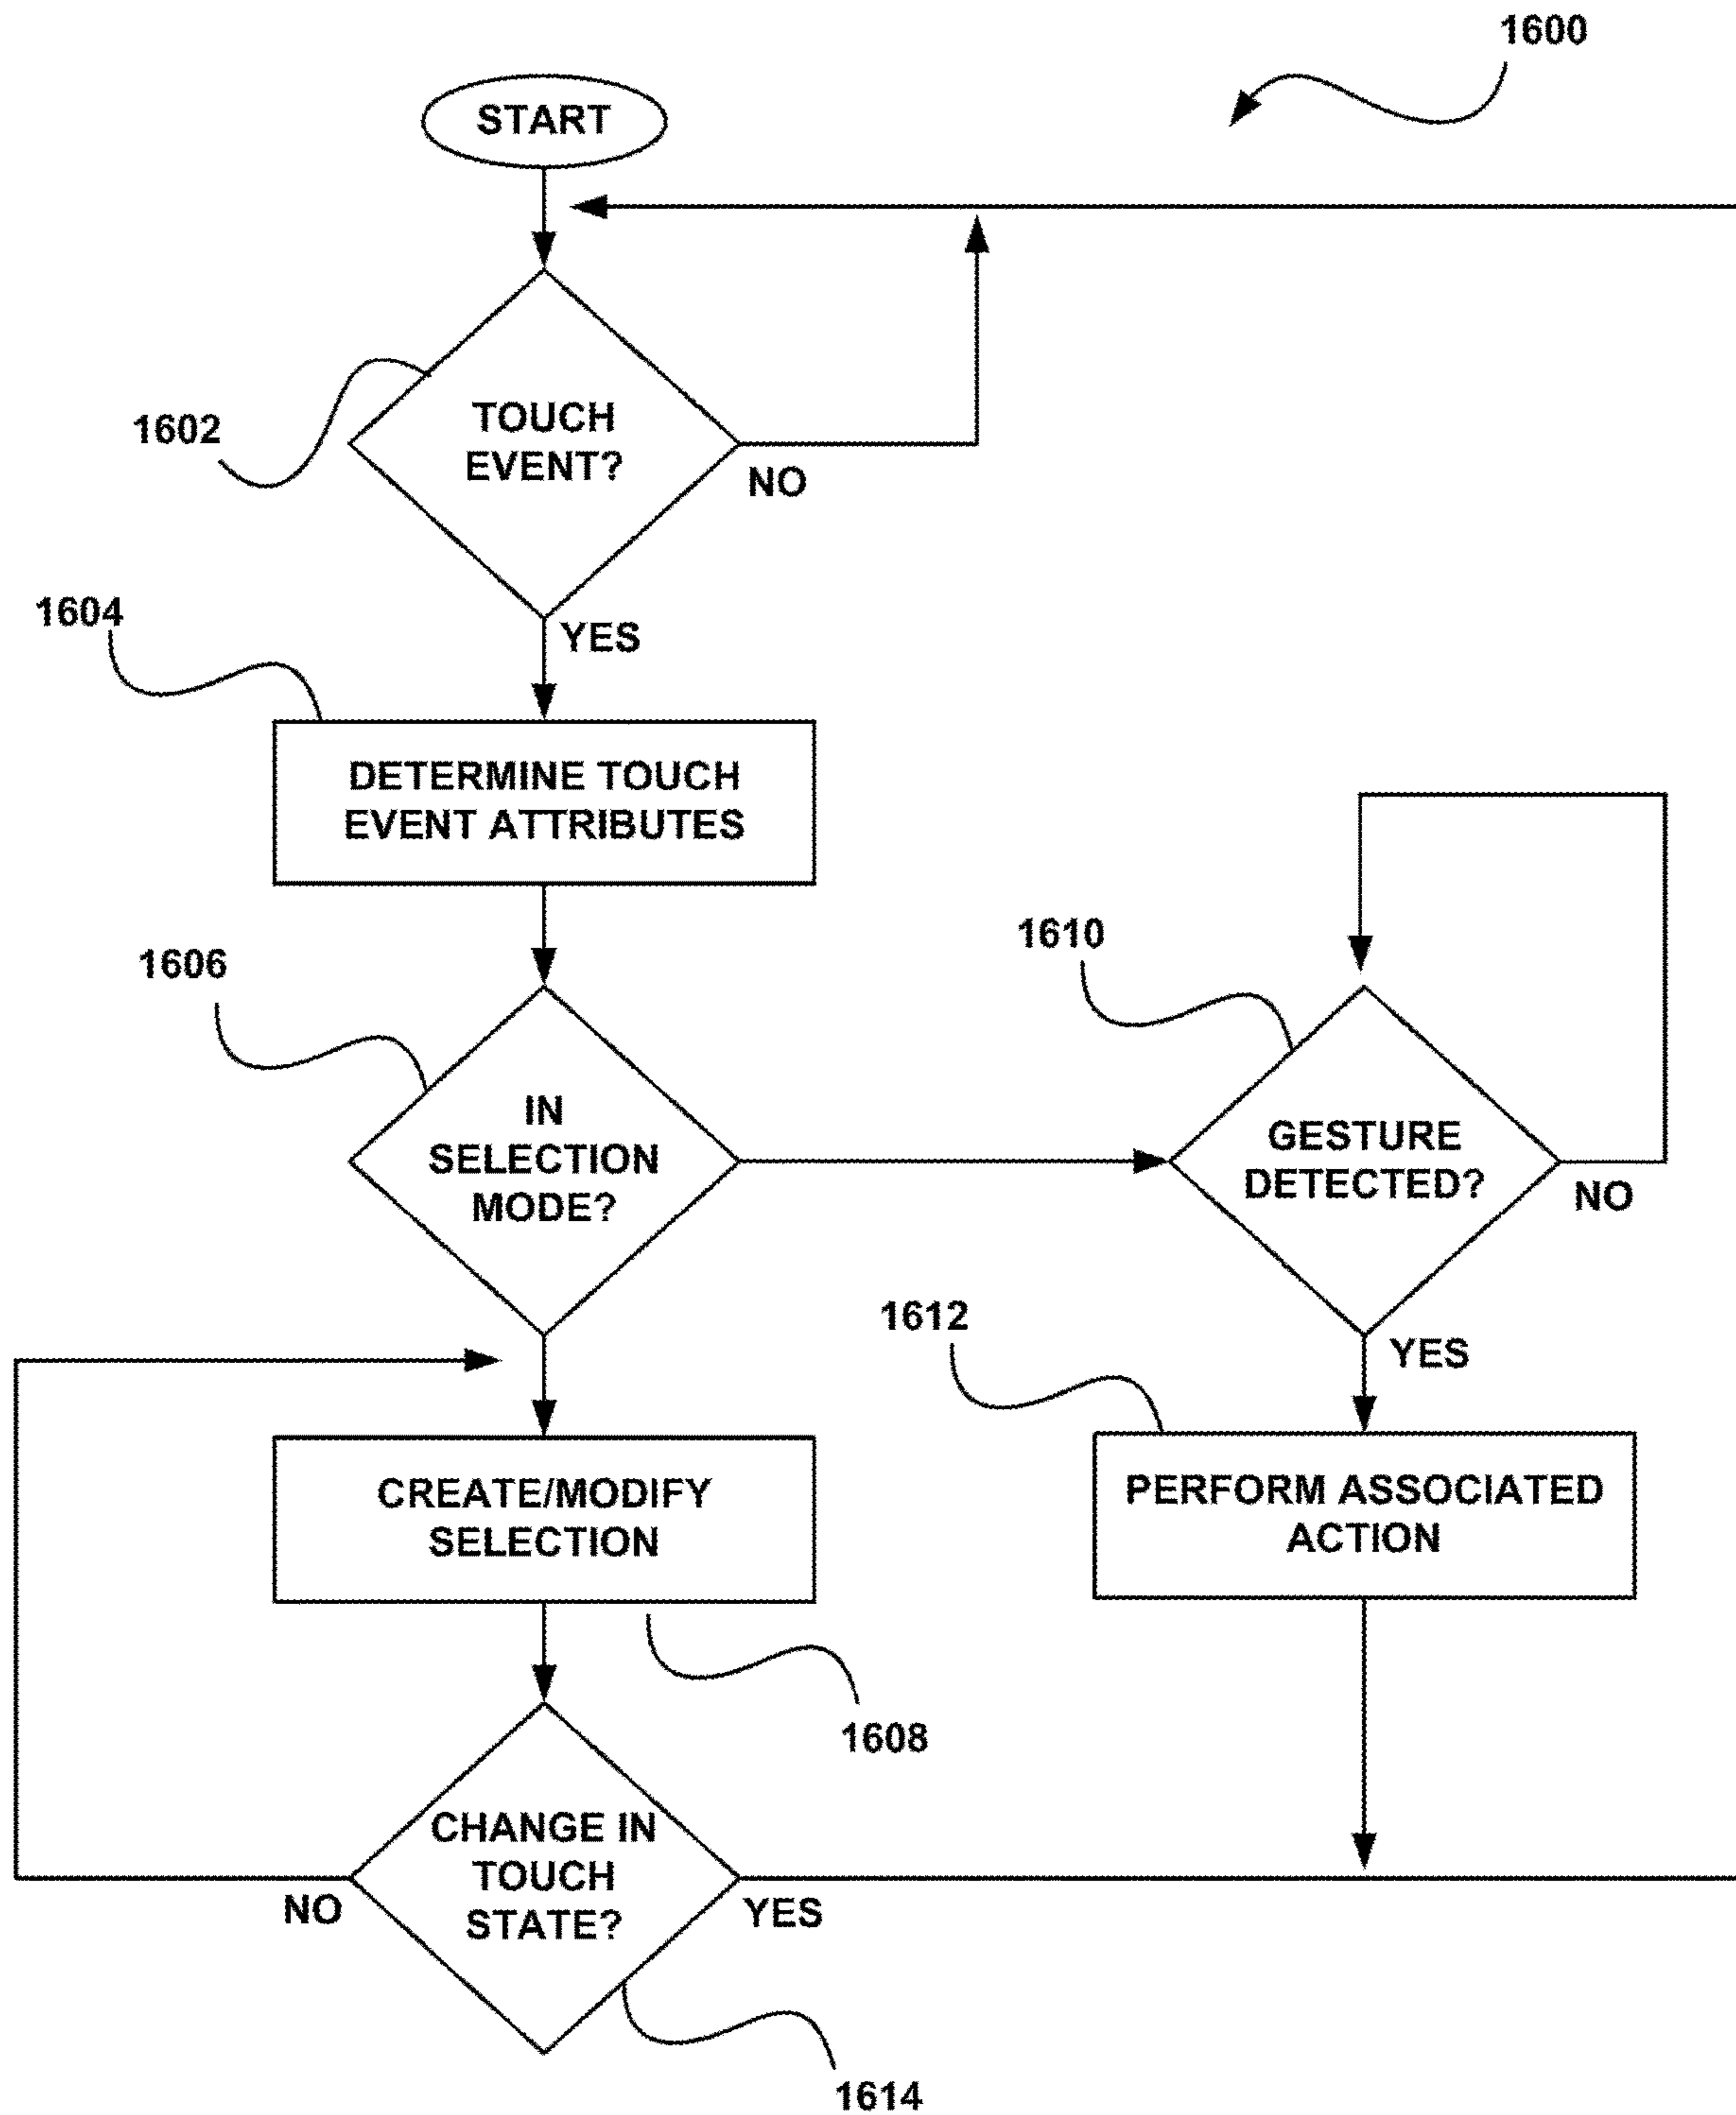 1600
START
TOUCH
EVENT?
1602
NO
YES
1604
DETERMINE TOUCH
EVENT ATTRIBUTES
1606
IN
SELECTION
MODE?
1610
GESTURE
DETECTED?
NO
YES
1612
PERFORM ASSOCIATED
ACTION
CREATE/MODIFY
SELECTION
1608
CHANGE IN
TOUCH
STATE?
NO
YES
1614